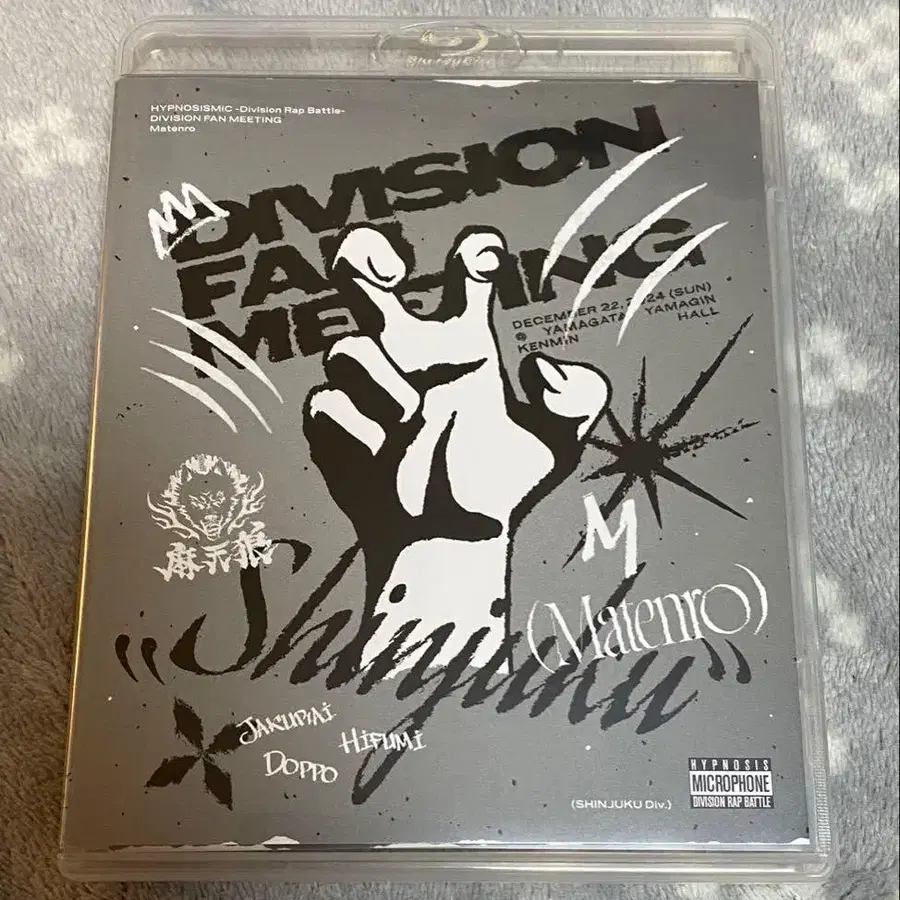 Blu-ray Disc
HYPNOSISMIC -Division Rap Battle-
DIVISION FAN MEETING
Matenro
DIVISION
FAN
MEETING
DECEMBER 22, 2024 (SUN)
@ YAMAGATA YAMAGIN
KENMIN HALL
麻天狼
M
"Shinjuku"
(Matenro)
JAKURAI
HIFUMI
DOPPO
(SHINJUKU Div.)
HYPNOSIS
MICROPHONE
DIVISION RAP BATTLE